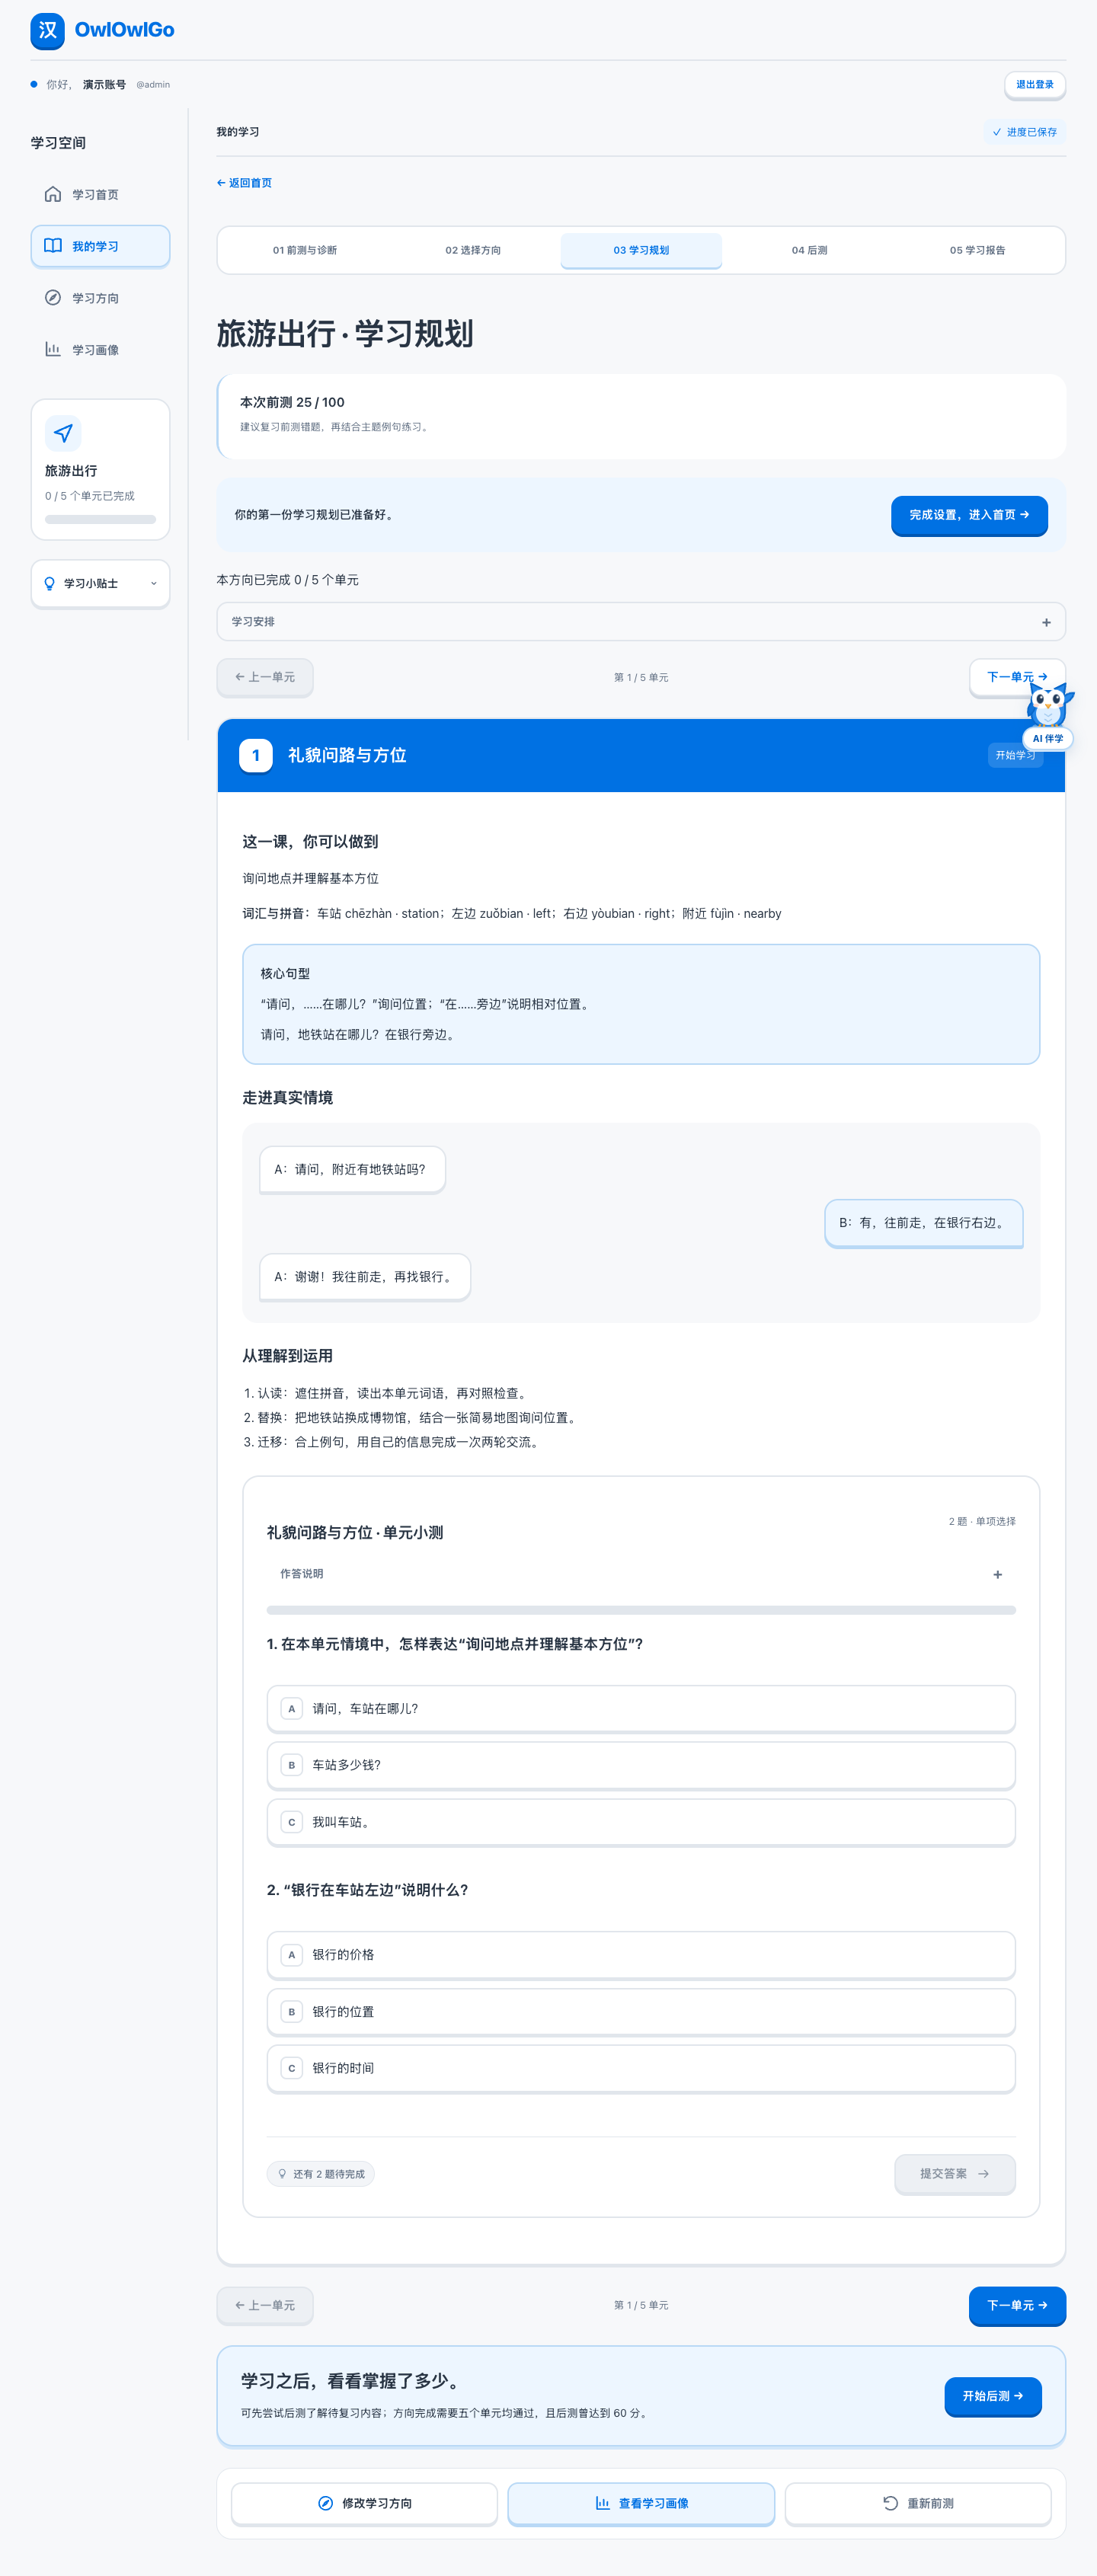 汉 OwlOwlGo
你好， 演示账号 @admin
退出登录
学习空间
学习首页
我的学习
学习方向
学习画像
旅游出行
0 / 5 个单元已完成
学习小贴士
我的学习
✓ 进度已保存
← 返回首页
01 前测与诊断
02 选择方向
03 学习规划
04 后测
05 学习报告
旅游出行 · 学习规划
本次前测 25 / 100
建议复习前测错题，再结合主题例句练习。
你的第一份学习规划已准备好。
完成设置，进入首页 →
本方向已完成 0 / 5 个单元
学习安排
+
← 上一单元
第 1 / 5 单元
下一单元 →
AI 伴学
1 礼貌问路与方位
开始学习
这一课，你可以做到
询问地点并理解基本方位
词汇与拼音：车站 chēzhàn · station；左边 zuǒbian · left；右边 yòubian · right；附近 fùjìn · nearby
核心句型
“请问，……在哪儿？”询问位置；“在……旁边”说明相对位置。
请问，地铁站在哪儿？在银行旁边。
走进真实情境
A：请问，附近有地铁站吗？
B：有，往前走，在银行右边。
A：谢谢！我往前走，再找银行。
从理解到运用
1. 认读：遮住拼音，读出本单元词语，再对照检查。
2. 替换：把地铁站换成博物馆，结合一张简易地图询问位置。
3. 迁移：合上例句，用自己的信息完成一次两轮交流。
礼貌问路与方位 · 单元小测
2 题 · 单项选择
作答说明
+
1. 在本单元情境中，怎样表达“询问地点并理解基本方位”？
A 请问，车站在哪儿？
B 车站多少钱？
C 我叫车站。
2. “银行在车站左边”说明什么？
A 银行的价格
B 银行的位置
C 银行的时间
还有 2 题待完成
提交答案 →
← 上一单元
第 1 / 5 单元
下一单元 →
学习之后，看看掌握了多少。
可先尝试后测了解待复习内容；方向完成需要五个单元均通过，且后测曾达到 60 分。
开始后测 →
修改学习方向
查看学习画像
重新前测